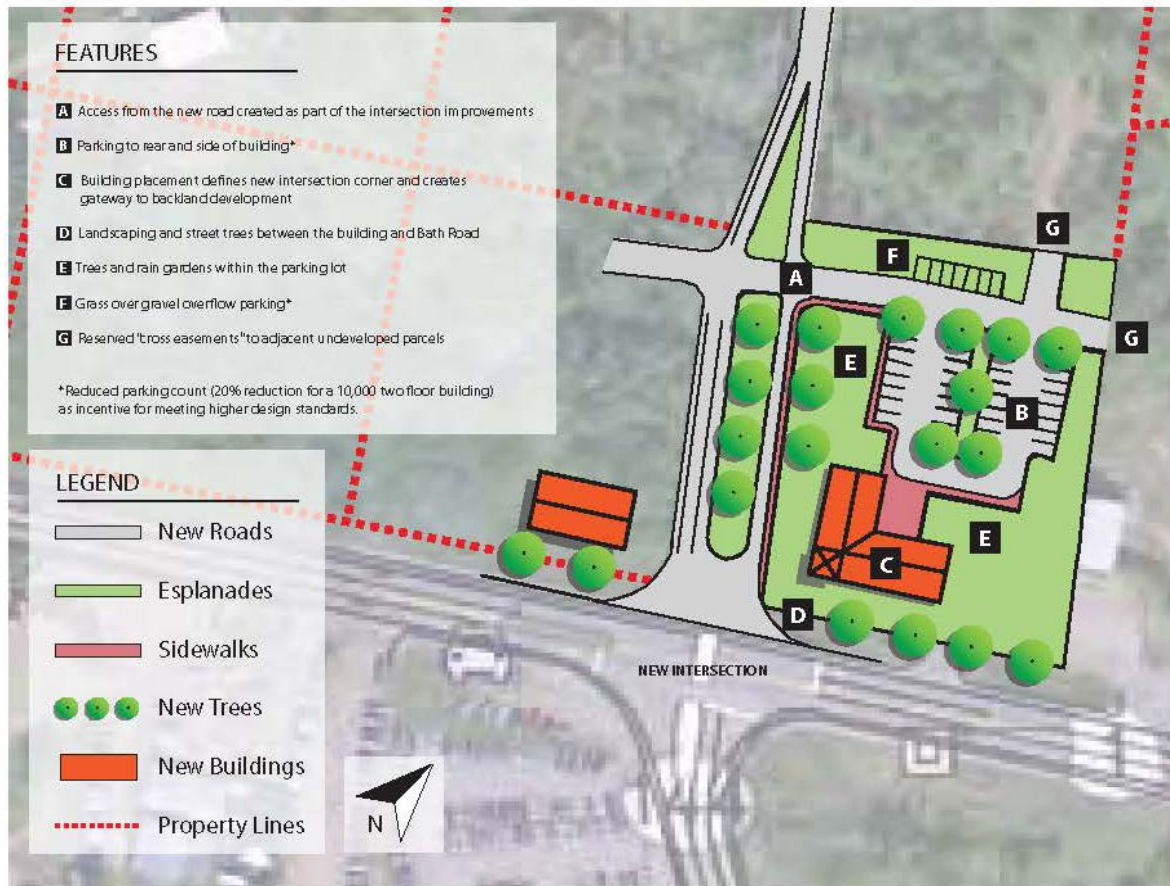 FEATURES
A Access from the new road created as part of the intersection improvements
B Parking to rear and side of building*
C Building placement defines new intersection corner and creates
gateway to backland development
D Landscaping and street trees between the building and Bath Road
E Trees and rain gardens within the parking lot
F Grass over gravel overflow parking*
G Reserved "cross easements" to adjacent undeveloped parcels
*Reduced parking count (20% reduction for a 10,000 two floor building)
as incentive for meeting higher design standards.
LEGEND
New Roads
Esplanades
Sidewalks
New Trees
New Buildings
Property Lines
N
G
F
A
G
E
B
E
C
D
NEW INTERSECTION